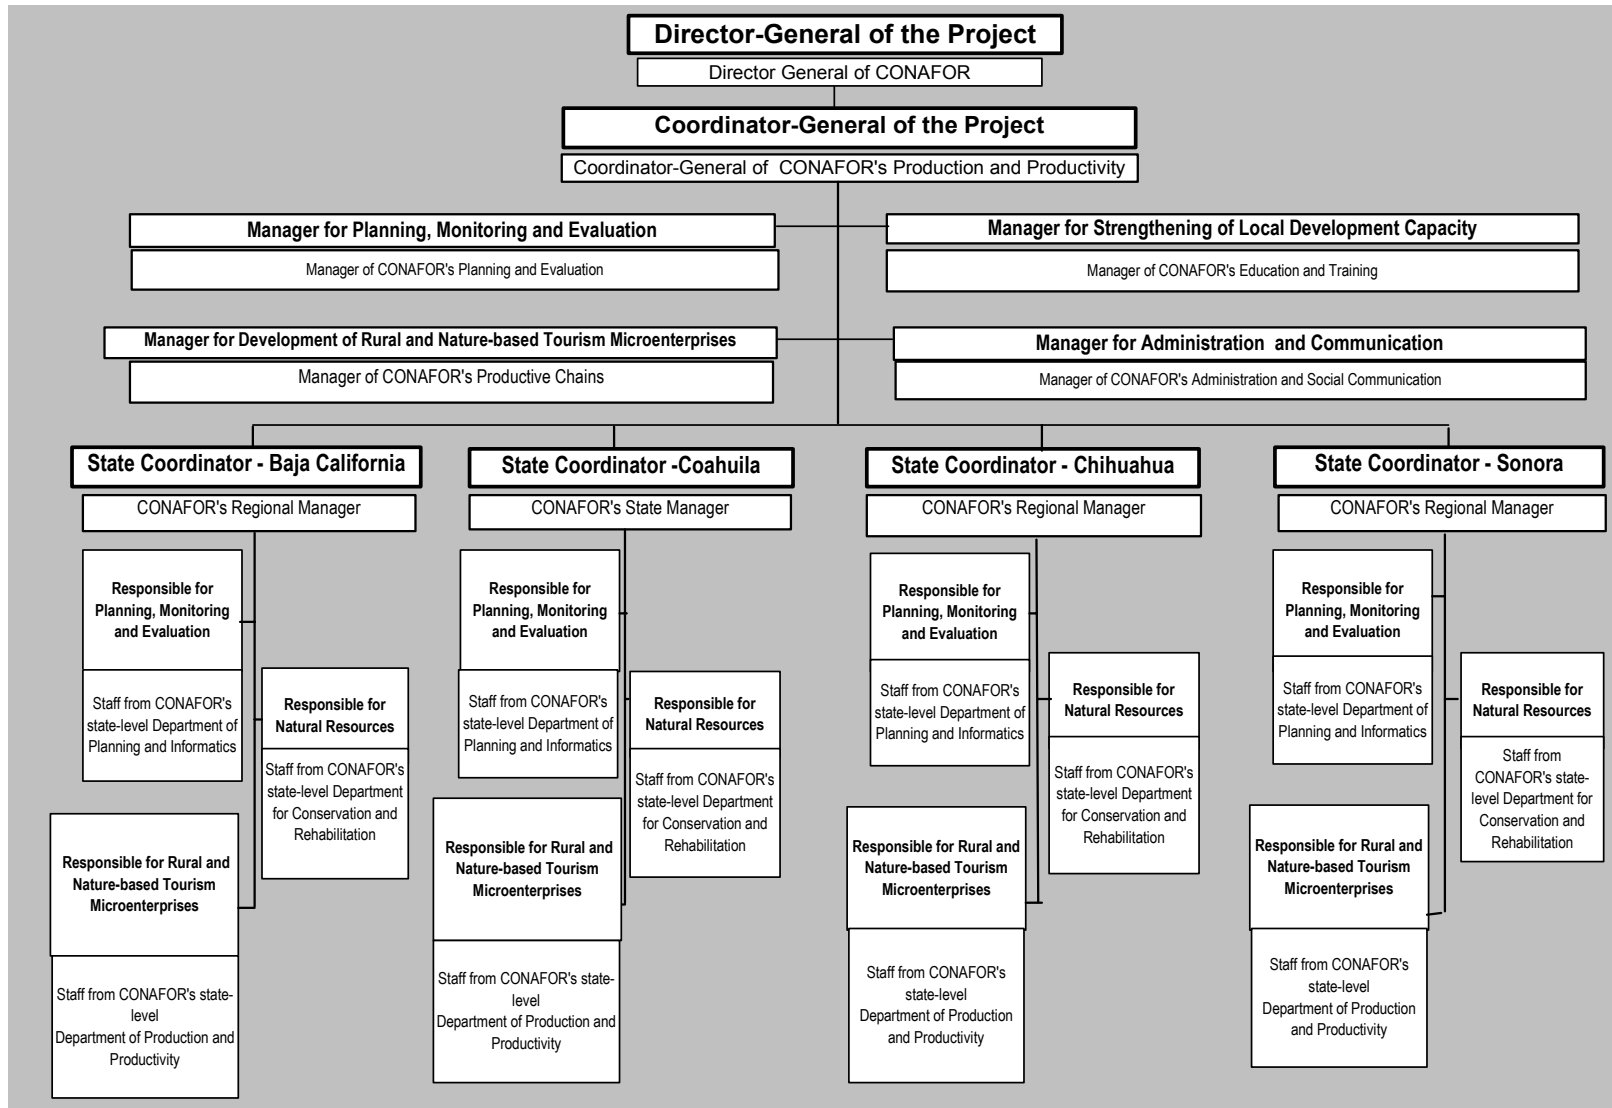 Director-General of the Project
Director General of CONAFOR
Coordinator-General of the Project
Coordinator-General of CONAFOR's Production and Productivity
Manager for Planning, Monitoring and Evaluation
Manager of CONAFOR's Planning and Evaluation
Manager for Strengthening of Local Development Capacity
Manager of CONAFOR's Education and Training
Manager for Development of Rural and Nature-based Tourism Microenterprises
Manager of CONAFOR's Productive Chains
Manager for Administration and Communication
Manager of CONAFOR's Administration and Social Communication
State Coordinator - Baja California
CONAFOR's Regional Manager
Responsible for
Planning, Monitoring
and Evaluation
Staff from CONAFOR's
state-level Department of
Planning and Informatics
Responsible for
Natural Resources
Staff from CONAFOR's
state-level Department
for Conservation and
Rehabilitation
Responsible for Rural and
Nature-based Tourism
Microenterprises
Staff from CONAFOR's state-
level
Department of Production and
Productivity
State Coordinator -Coahuila
CONAFOR's State Manager
Responsible for
Planning, Monitoring
and Evaluation
Staff from CONAFOR's
state-level Department of
Planning and Informatics
Responsible for
Natural Resources
Staff from CONAFOR's
state-level Department
for Conservation and
Rehabilitation
Responsible for Rural and
Nature-based Tourism
Microenterprises
Staff from CONAFOR's state-
level
Department of Production and
Productivity
State Coordinator - Chihuahua
CONAFOR's Regional Manager
Responsible for
Planning, Monitoring
and Evaluation
Staff from CONAFOR's
state-level Department of
Planning and Informatics
Responsible for
Natural Resources
Staff from CONAFOR's
state-level Department
for Conservation and
Rehabilitation
Responsible for Rural and
Nature-based Tourism
Microenterprises
Staff from CONAFOR's
state-level
Department of Production
and Productivity
State Coordinator - Sonora
CONAFOR's Regional Manager
Responsible for
Planning, Monitoring
and Evaluation
Staff from CONAFOR's
state-level Department of
Planning and Informatics
Responsible for
Natural Resources
Staff from
CONAFOR's state-
level Department for
Conservation and
Rehabilitation
Responsible for Rural and
Nature-based Tourism
Microenterprises
Staff from CONAFOR's
state-level
Department of Production
and Productivity